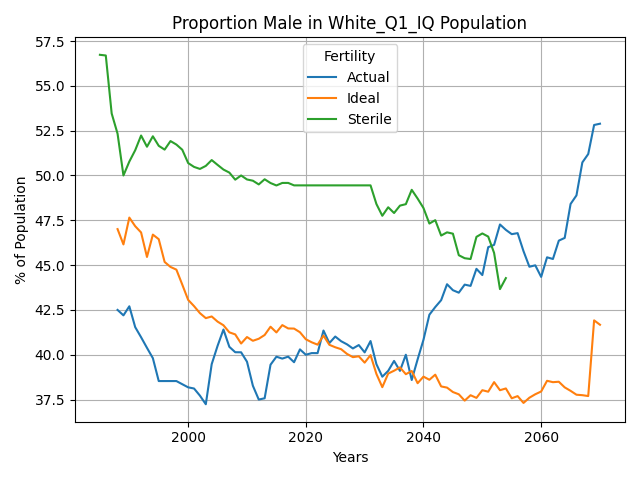 Proportion Male in White_Q1_IQ Population
Fertility
Actual
Ideal
Sterile
% of Population
57.5
55.0
52.5
50.0
47.5
45.0
42.5
40.0
37.5
2000
2020
2040
2060
Years